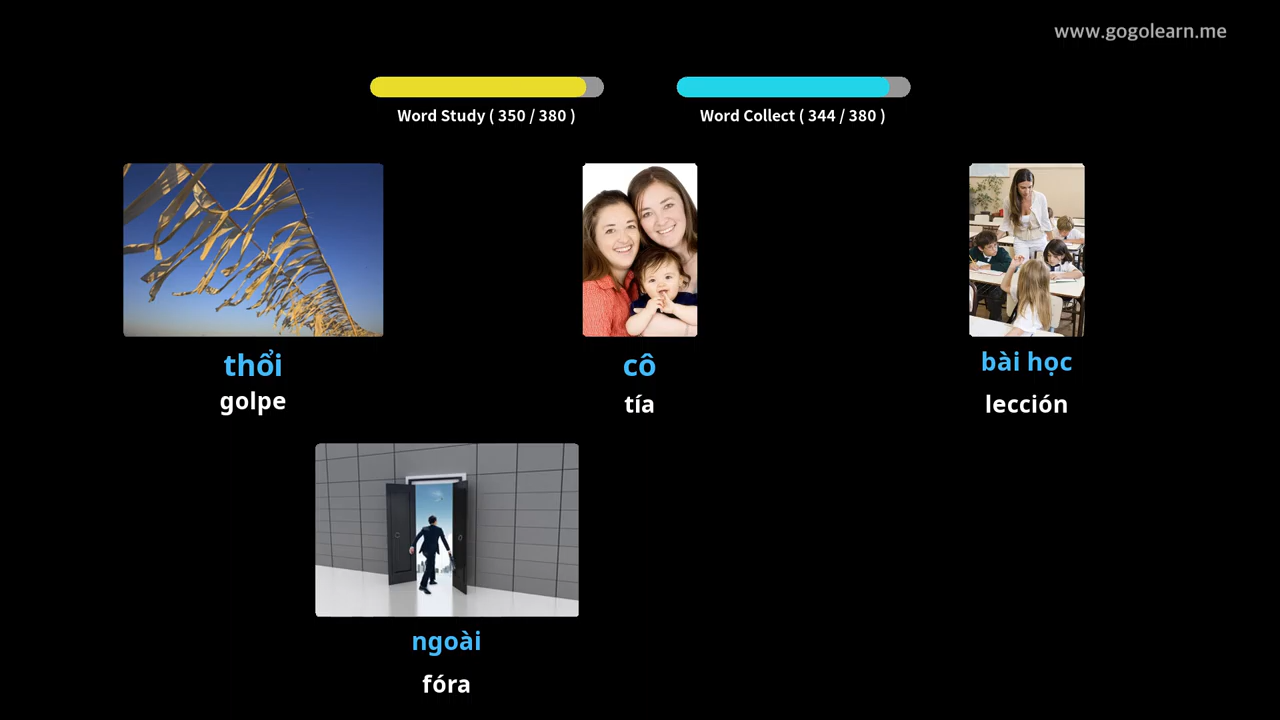 www.gogolearn.me
Word Study ( 350 / 380 )
Word Collect ( 344 / 380 )
thổi
golpe
cô
tía
bài học
lección
ngoài
fóra